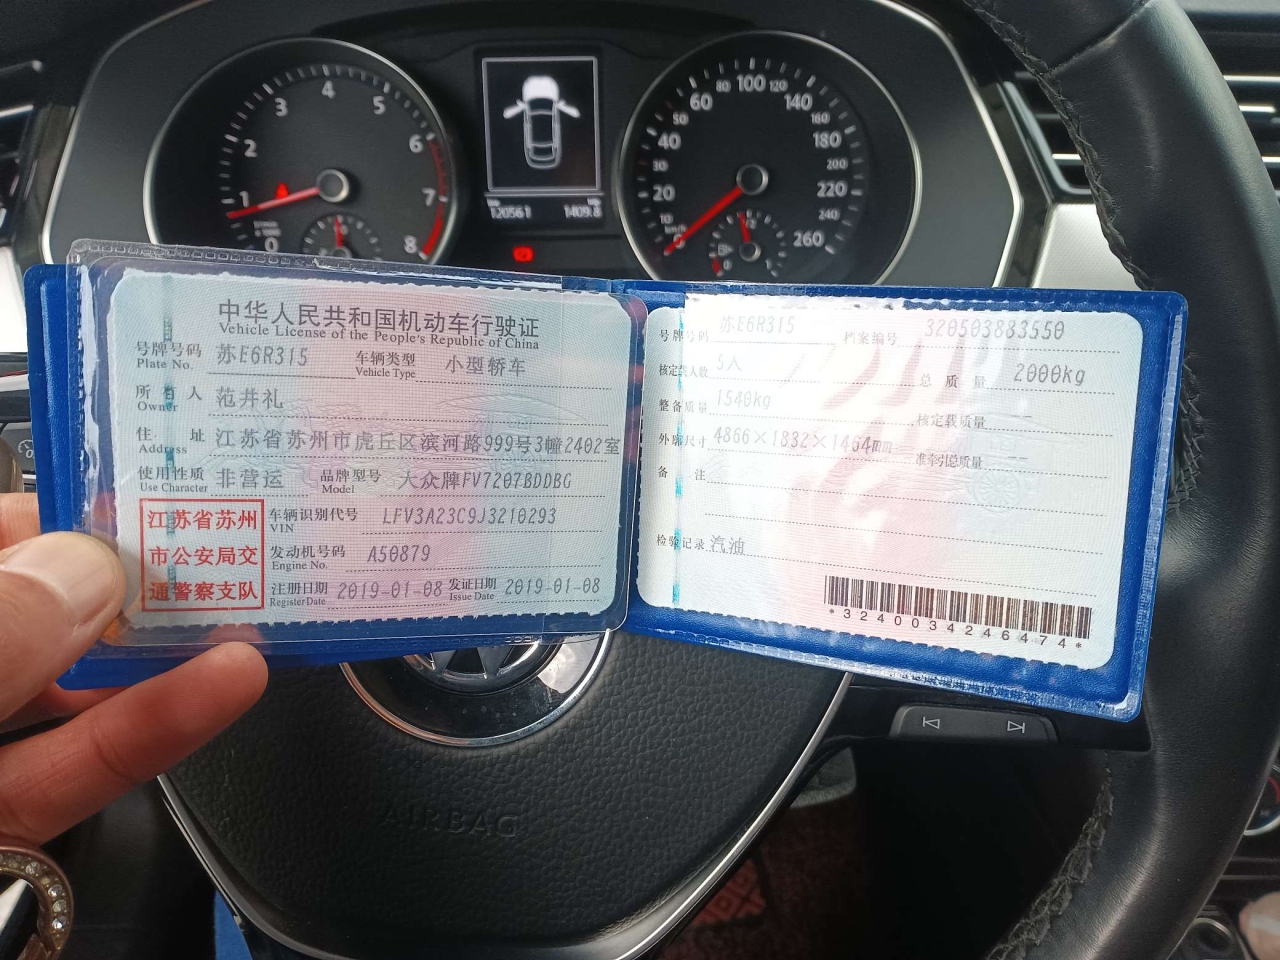 1 2 3 4 5 6 7 8
0
120561 1409.8
20 40 60 80 100 120 140 160 180 200 220 240 260
10 30 50
中华人民共和国机动车行驶证
Vehicle License of the People's Republic of China
号牌号码 苏E6R315 车辆类型 小型轿车
Plate No. Vehicle Type
所有人 范井礼
Owner
住址 江苏省苏州市虎丘区滨河路999号3幢2402室
Address
使用性质 非营运 品牌型号 大众牌FV7207BDDBG
Use Character Model
江苏省苏州
市公安局交
通警察支队
车辆识别代号 LFV3A23C9J3210293
VIN
发动机号码 A50879
Engine No.
注册日期 2019-01-08 发证日期 2019-01-08
Register Date Issue Date
号牌号码 苏E6R315 档案编号 320503883550
核定载人数 5人 总质量 2000kg
整备质量 1540kg 核定载质量 --
外廓尺寸 4866×1832×1464mm 准牵引总质量 --
备注
检验记录 汽油
*3240034246474*
AIRBAG